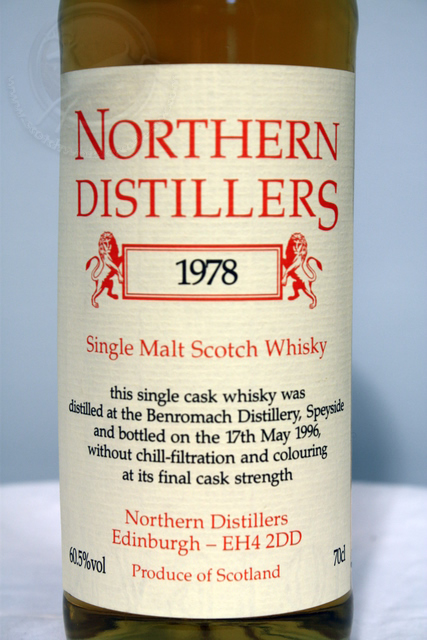 NORTHERN
DISTILLERS
1978
Single Malt Scotch Whisky
this single cask whisky was
distilled at the Benromach Distillery, Speyside
and bottled on the 17th May 1996,
without chill-filtration and colouring
at its final cask strength
Northern Distillers
Edinburgh – EH4 2DD
60.5%vol
70cl
Produce of Scotland